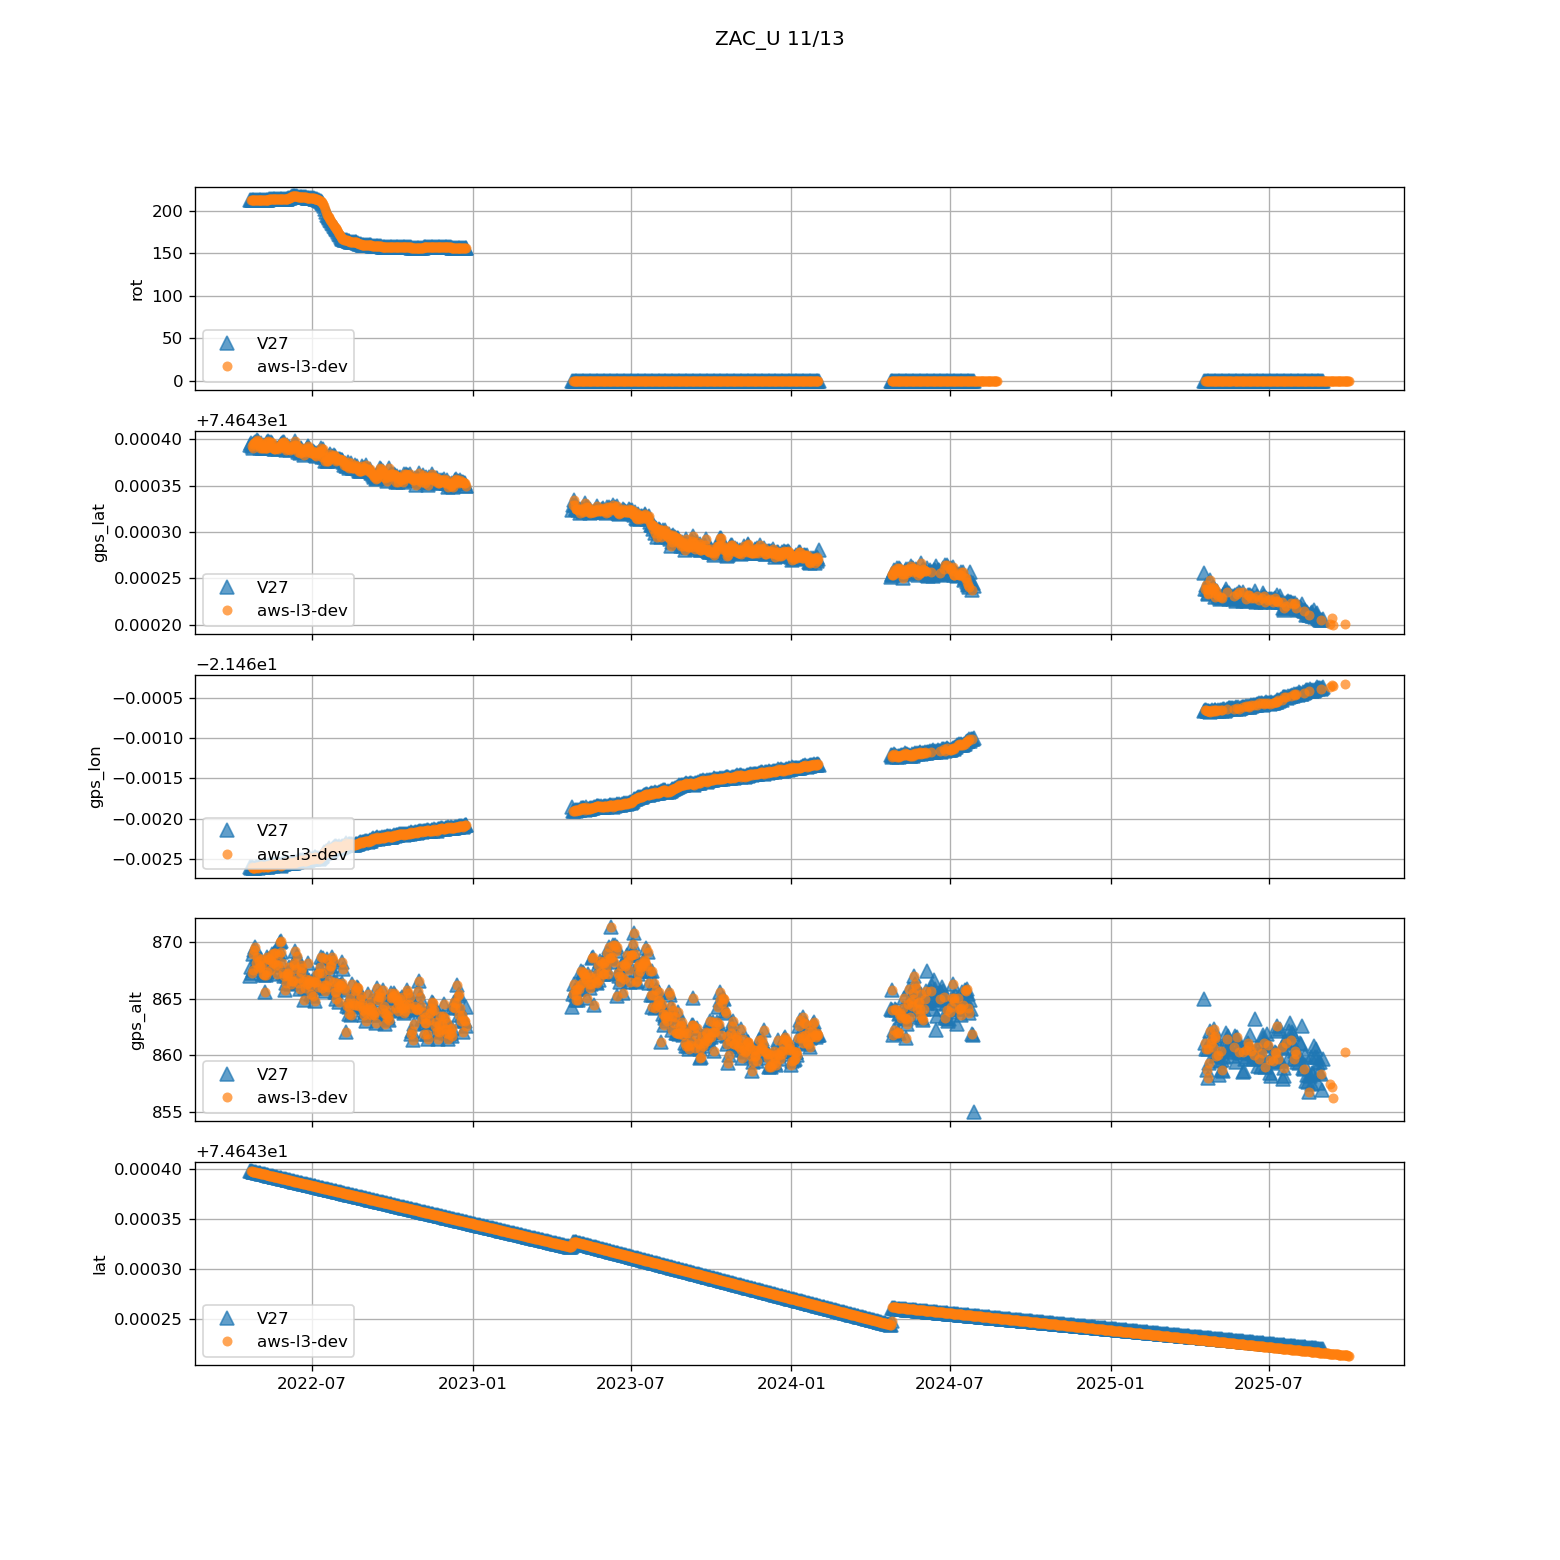 ZAC_U 11/13
200
150
100
50
0
rot
V27
aws-l3-dev
+7.4643e1
0.00040
0.00035
0.00030
0.00025
0.00020
gps_lat
V27
aws-l3-dev
−2.146e1
−0.0005
−0.0010
−0.0015
−0.0020
−0.0025
gps_lon
V27
aws-l3-dev
870
865
860
855
gps_alt
V27
aws-l3-dev
+7.4643e1
0.00040
0.00035
0.00030
0.00025
lat
V27
aws-l3-dev
2022-07 2023-01 2023-07 2024-01 2024-07 2025-01 2025-07